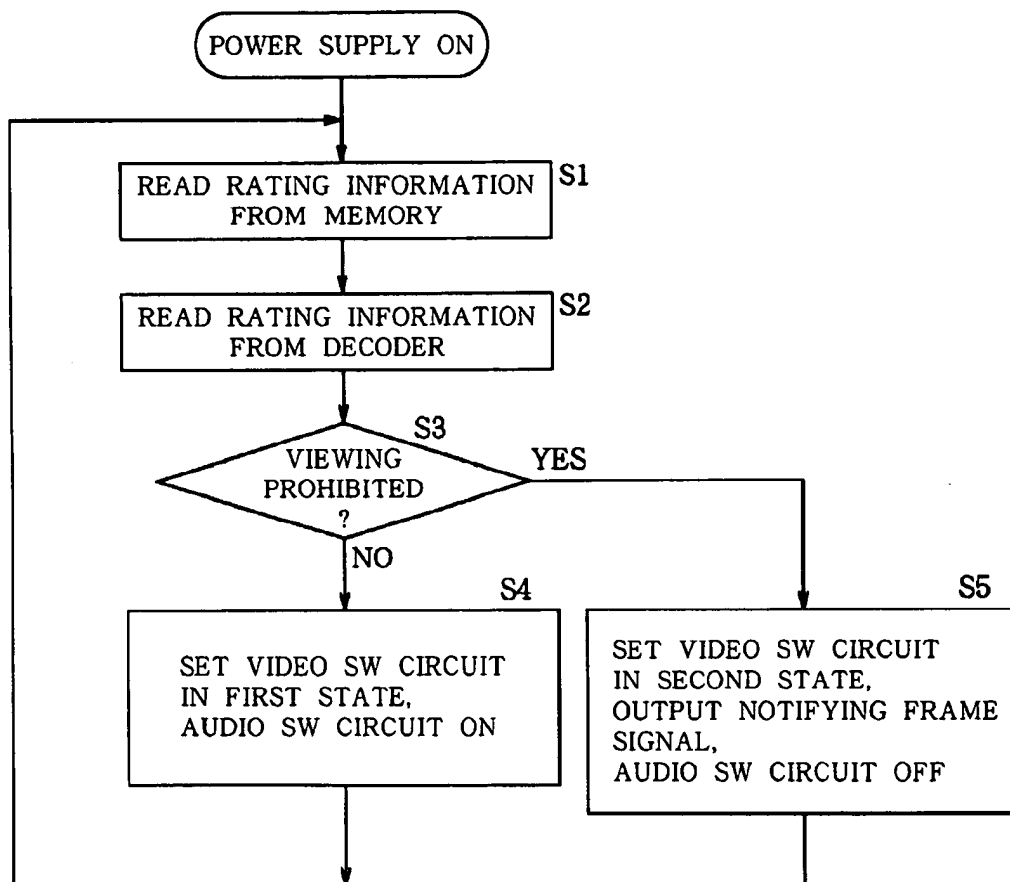 POWER SUPPLY ON
S1
READ RATING INFORMATION
FROM MEMORY
S2
READ RATING INFORMATION
FROM DECODER
S3
VIEWING
PROHIBITED
?
YES
NO
S4
SET VIDEO SW CIRCUIT
IN FIRST STATE,
AUDIO SW CIRCUIT ON
S5
SET VIDEO SW CIRCUIT
IN SECOND STATE,
OUTPUT NOTIFYING FRAME
SIGNAL,
AUDIO SW CIRCUIT OFF